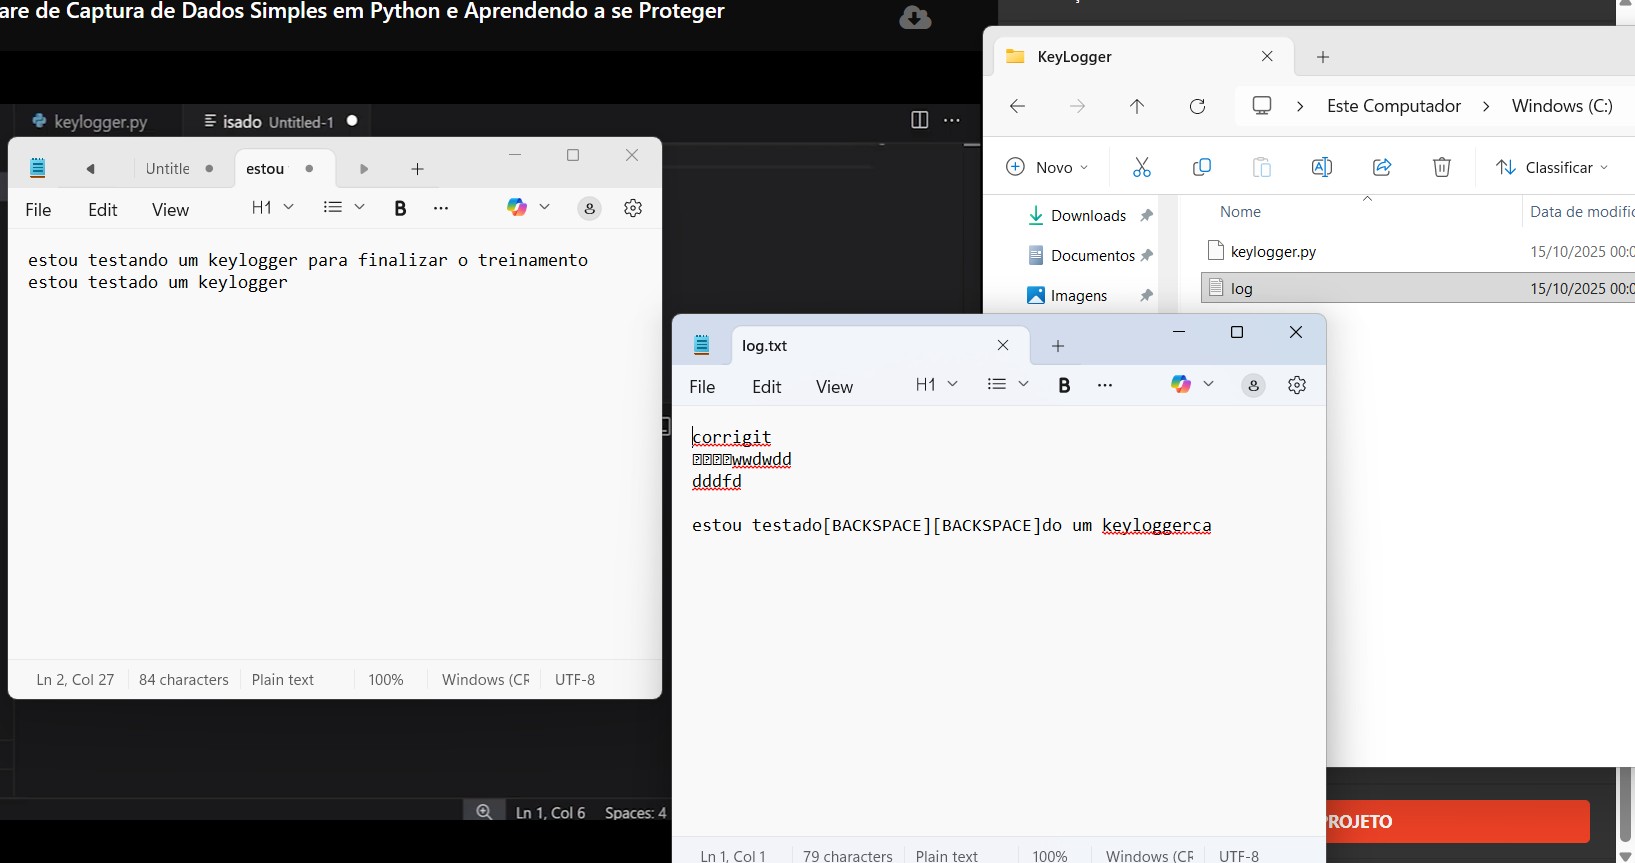 are de Captura de Dados Simples em Python e Aprendendo a se Proteger
keylogger.py
isado Untitled-1
Untitle
estou
File Edit View H1 B
estou testando um keylogger para finalizar o treinamento
estou testado um keylogger
Ln 2, Col 27 84 characters Plain text 100% Windows (CR UTF-8
Ln 1, Col 6 Spaces: 4
KeyLogger
Este Computador > Windows (C:)
Novo Classificar
Downloads
Documentos
Imagens
Nome Data de modific
keylogger.py 15/10/2025 00:0
log 15/10/2025 00:0
log.txt
File Edit View H1 B
corrigit
wwdwdd
dddfd
estou testado[BACKSPACE][BACKSPACE]do um keyloggerca
Ln 1, Col 1 79 characters Plain text 100% Windows (CR UTF-8
PROJETO